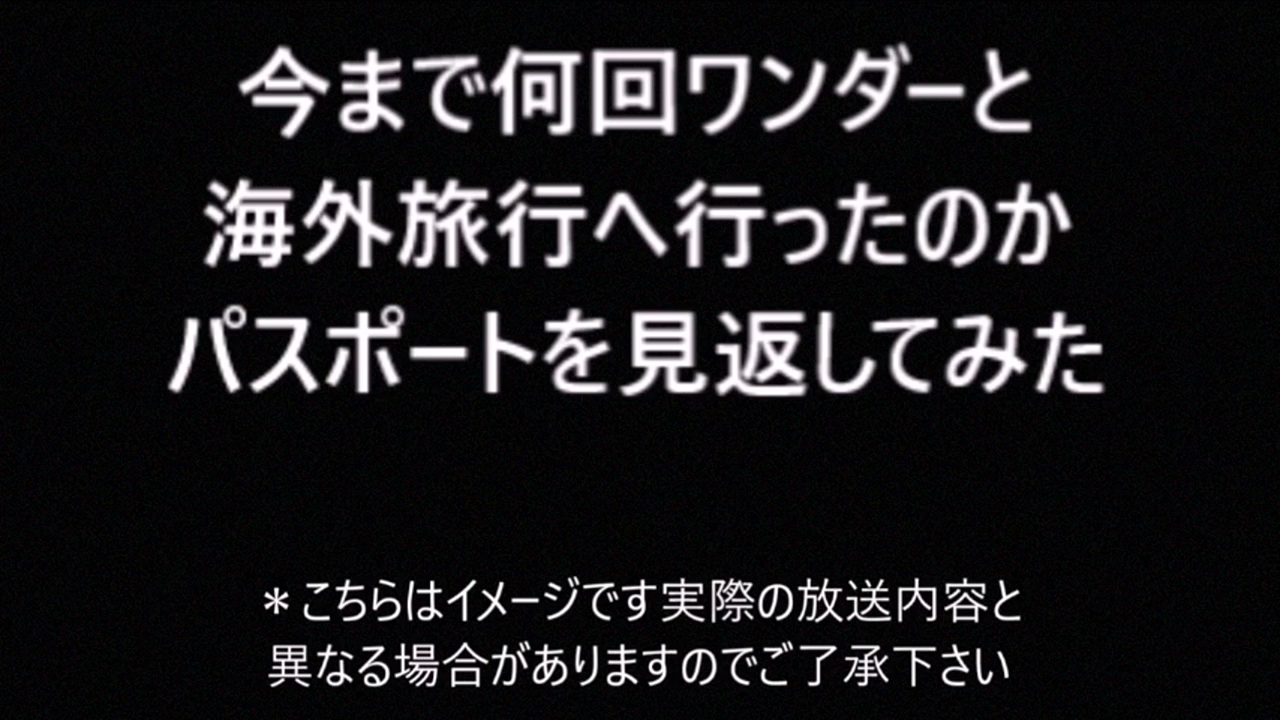 今まで何回ワンダーと
海外旅行へ行ったのか
パスポートを見返してみた
＊こちらはイメージです実際の放送内容と
異なる場合がありますのでご了承下さい